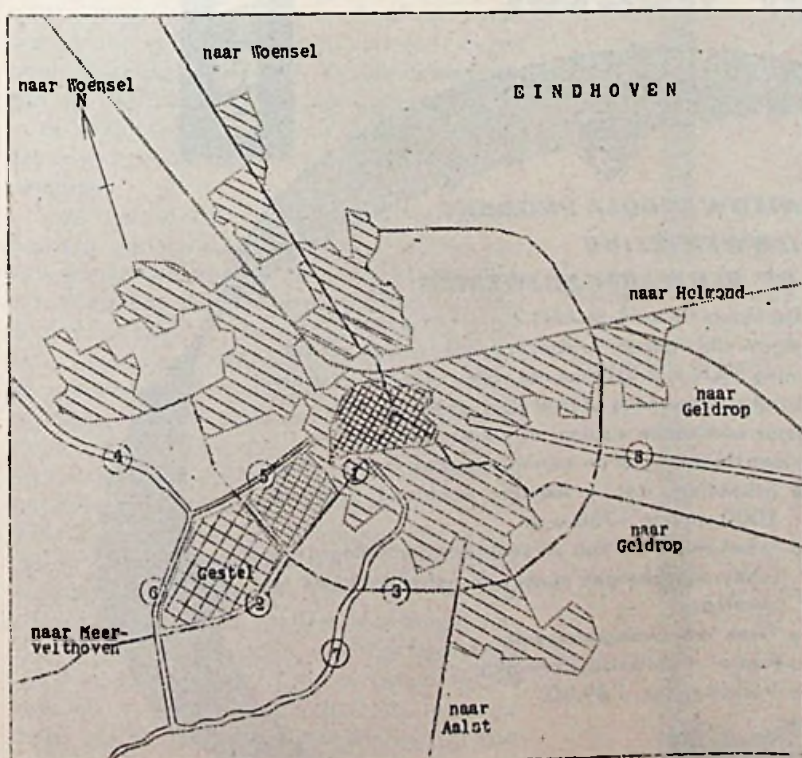 naar Woensel
EINDHOVEN
naar Woensel
N
naar Helmond
naar
Geldrop
4
5
1
8
naar
Geldrop
Gestel
6
2
3
naar Meer-
velthoven
7
naar
Aalst